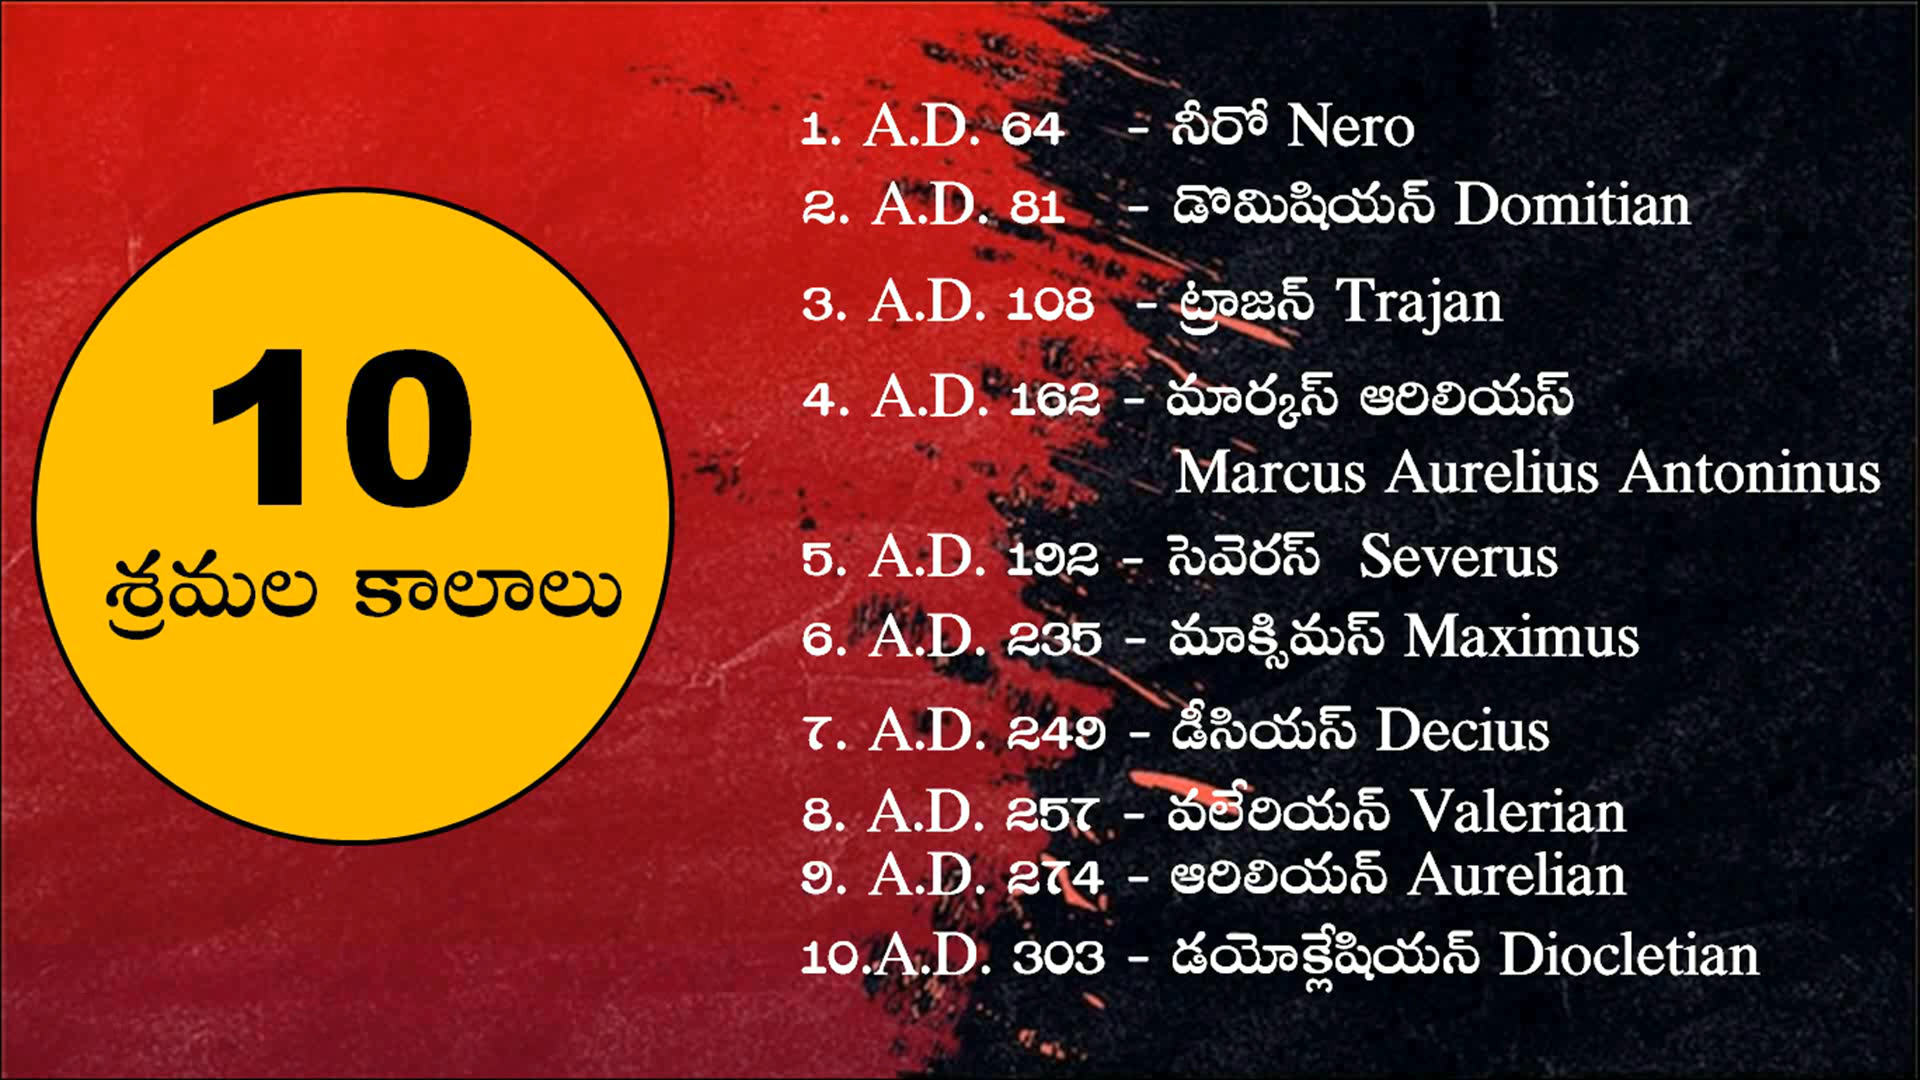 10
శ్రమల కాలాలు
1. A.D. 64 - నీరో Nero
2. A.D. 81 - డొమిషియన్ Domitian
3. A.D. 108 - ట్రాజన్ Trajan
4. A.D. 162 - మార్కస్ ఆరిలియస్
Marcus Aurelius Antoninus
5. A.D. 192 - సెవెరస్ Severus
6. A.D. 235 - మాక్సిమస్ Maximus
7. A.D. 249 - డీసియస్ Decius
8. A.D. 257 - వలేరియన్ Valerian
9. A.D. 274 - ఆరిలియన్ Aurelian
10.A.D. 303 - డయోక్లేషియన్ Diocletian